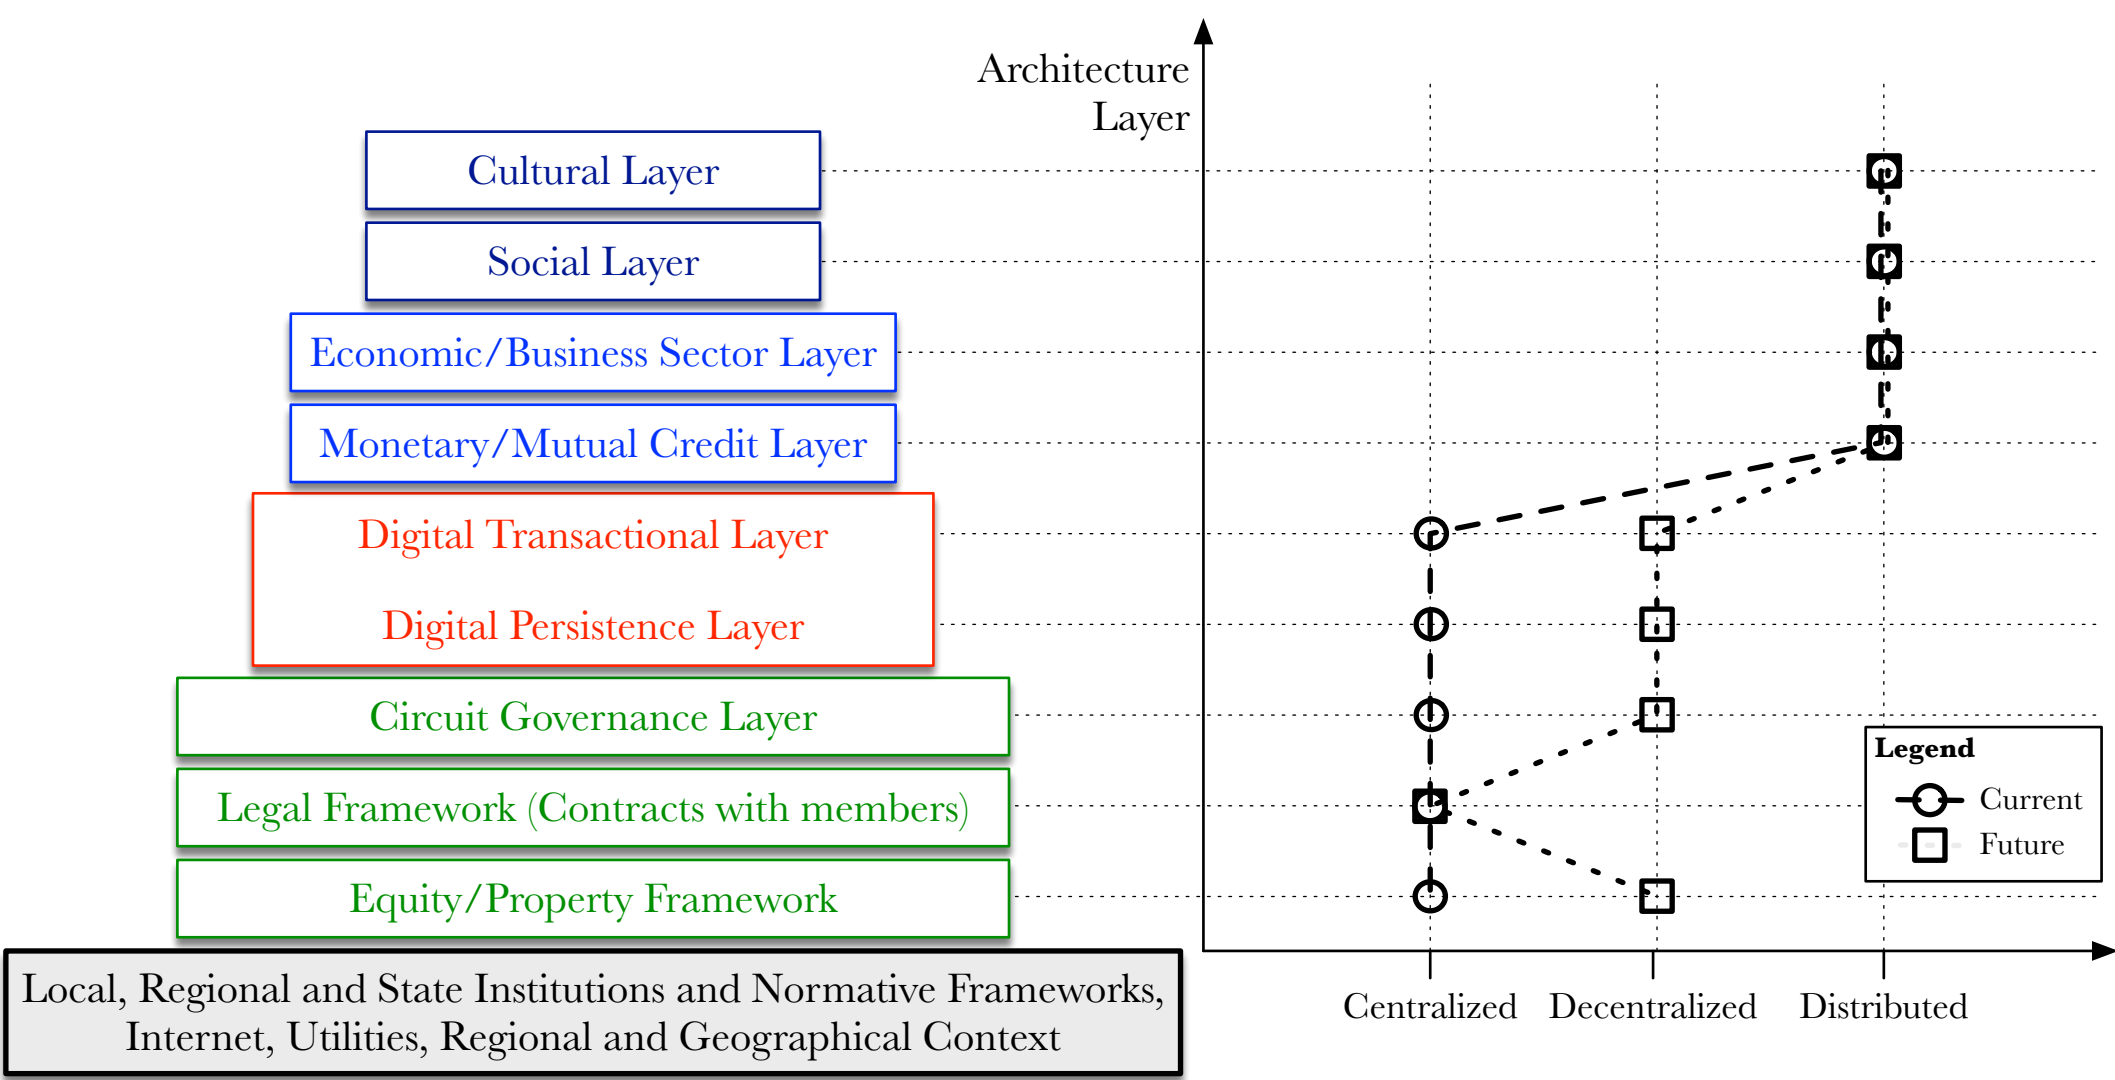 Architecture
Layer
Cultural Layer
Social Layer
Economic/Business Sector Layer
Monetary/Mutual Credit Layer
Digital Transactional Layer
Digital Persistence Layer
Circuit Governance Layer
Legal Framework (Contracts with members)
Equity/Property Framework
Local, Regional and State Institutions and Normative Frameworks,
Internet, Utilities, Regional and Geographical Context
Legend
Current
Future
Centralized
Decentralized
Distributed